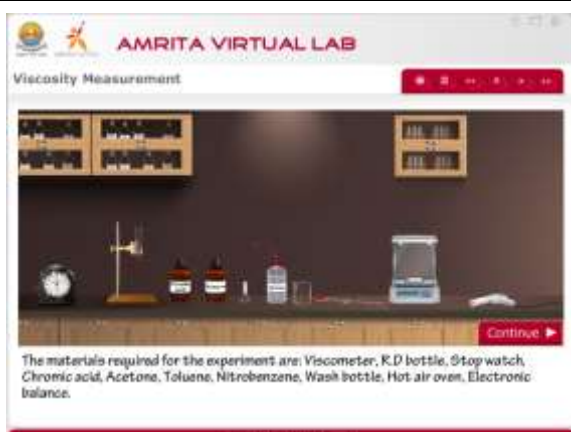 AMRITA VIRTUAL LAB
Viscosity Measurement
Continue
The materials required for the experiment are: Viscometer, R.D bottle, Stop watch,
Chromic acid, Acetone, Toluene, Nitrobenzene, Wash bottle, Hot air oven, Electronic
balance.